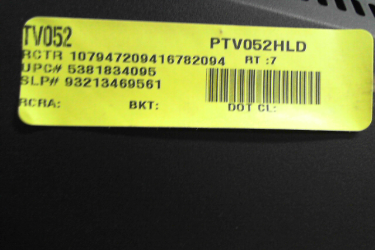 TV052 PTV052HLD
RCTR 107947209416782094 RT :7
UPC# 5381834095
SLP# 93213469561
RCRA: BKT: DOT CL: